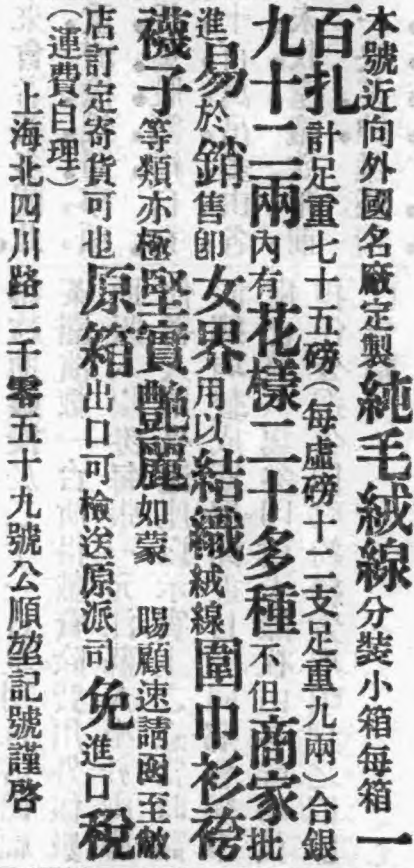 本號近向外國名廠定製純毛絨線分裝小箱每箱一
百扎計足重七十五磅(每虛磅十二支足重九兩)合銀
九十二兩內有花樣二十多種不但商家批
進易於銷售卽女界用以結織絨線圍巾衫袴
襪子等類亦極堅實艷麗如蒙 賜顧速請函至敝
店訂定寄貨可也原箱出口可檢送原派司免進口稅
(運費自理)
上海北四川路二千零五十九號公順堃記號謹啓